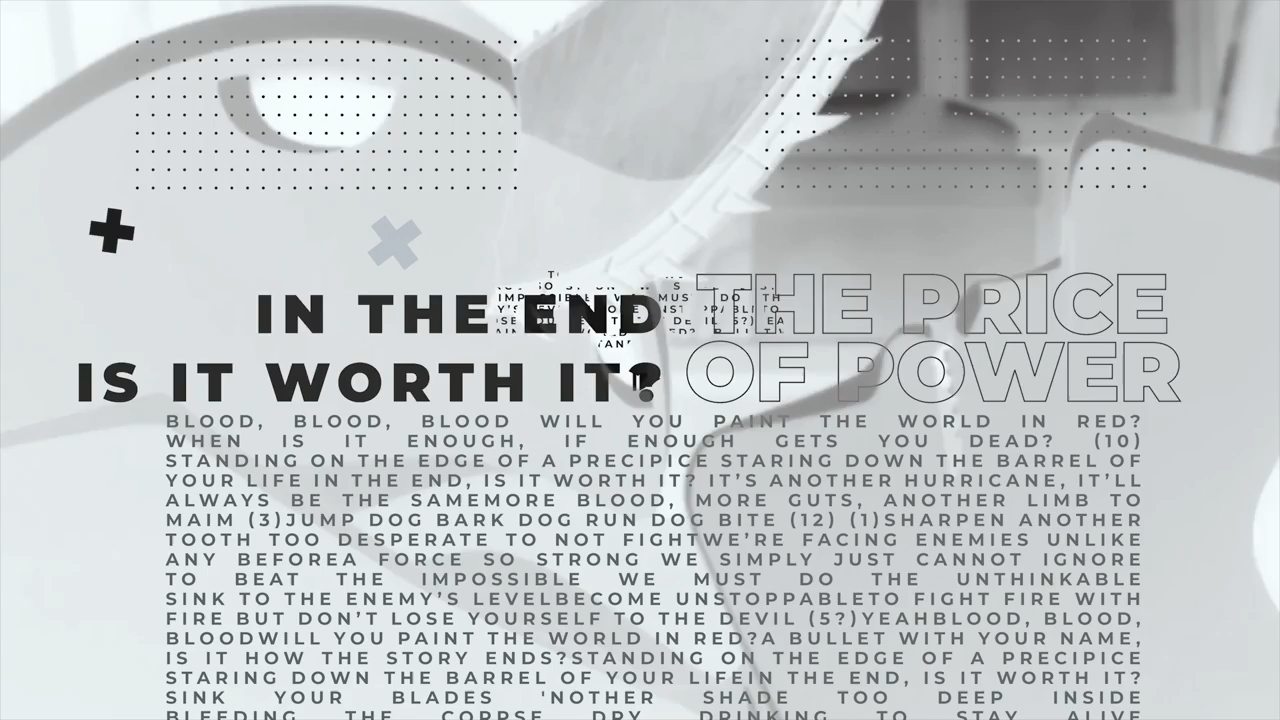 IN THE END
IS IT WORTH IT?
THE PRICE
OF POWER
BLOOD, BLOOD, BLOOD WILL YOU PAINT THE WORLD IN RED?
WHEN IS IT ENOUGH, IF ENOUGH GETS YOU DEAD? (10)
STANDING ON THE EDGE OF A PRECIPICE STARING DOWN THE BARREL OF
YOUR LIFE IN THE END, IS IT WORTH IT? IT'S ANOTHER HURRICANE, IT'LL
ALWAYS BE THE SAMEMORE BLOOD, MORE GUTS, ANOTHER LIMB TO
MAIM (3)JUMP DOG BARK DOG RUN DOG BITE (12) (1)SHARPEN ANOTHER
TOOTH TOO DESPERATE TO NOT FIGHTWE'RE FACING ENEMIES UNLIKE
ANY BEFOREA FORCE SO STRONG WE SIMPLY JUST CANNOT IGNORE
TO BEAT THE IMPOSSIBLE WE MUST DO THE UNTHINKABLE
SINK TO THE ENEMY'S LEVELBECOME UNSTOPPABLETO FIGHT FIRE WITH
FIRE BUT DON'T LOSE YOURSELF TO THE DEVIL (5?)YEAHBLOOD, BLOOD,
BLOODWILL YOU PAINT THE WORLD IN RED?A BULLET WITH YOUR NAME,
IS IT HOW THE STORY ENDS?STANDING ON THE EDGE OF A PRECIPICE
STARING DOWN THE BARREL OF YOUR LIFEIN THE END, IS IT WORTH IT?
SINK YOUR BLADES 'NOTHER SHADE TOO DEEP INSIDE
BLEEDING THE CORPSE DRY DRINKING TO STAY ALIVE